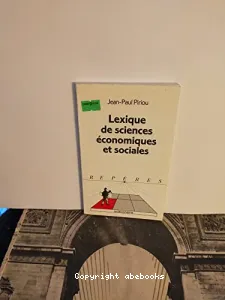 Jean-Paul Piriou
Lexique
de sciences
économiques
et sociales
REPÈRES
Copyright abebooks